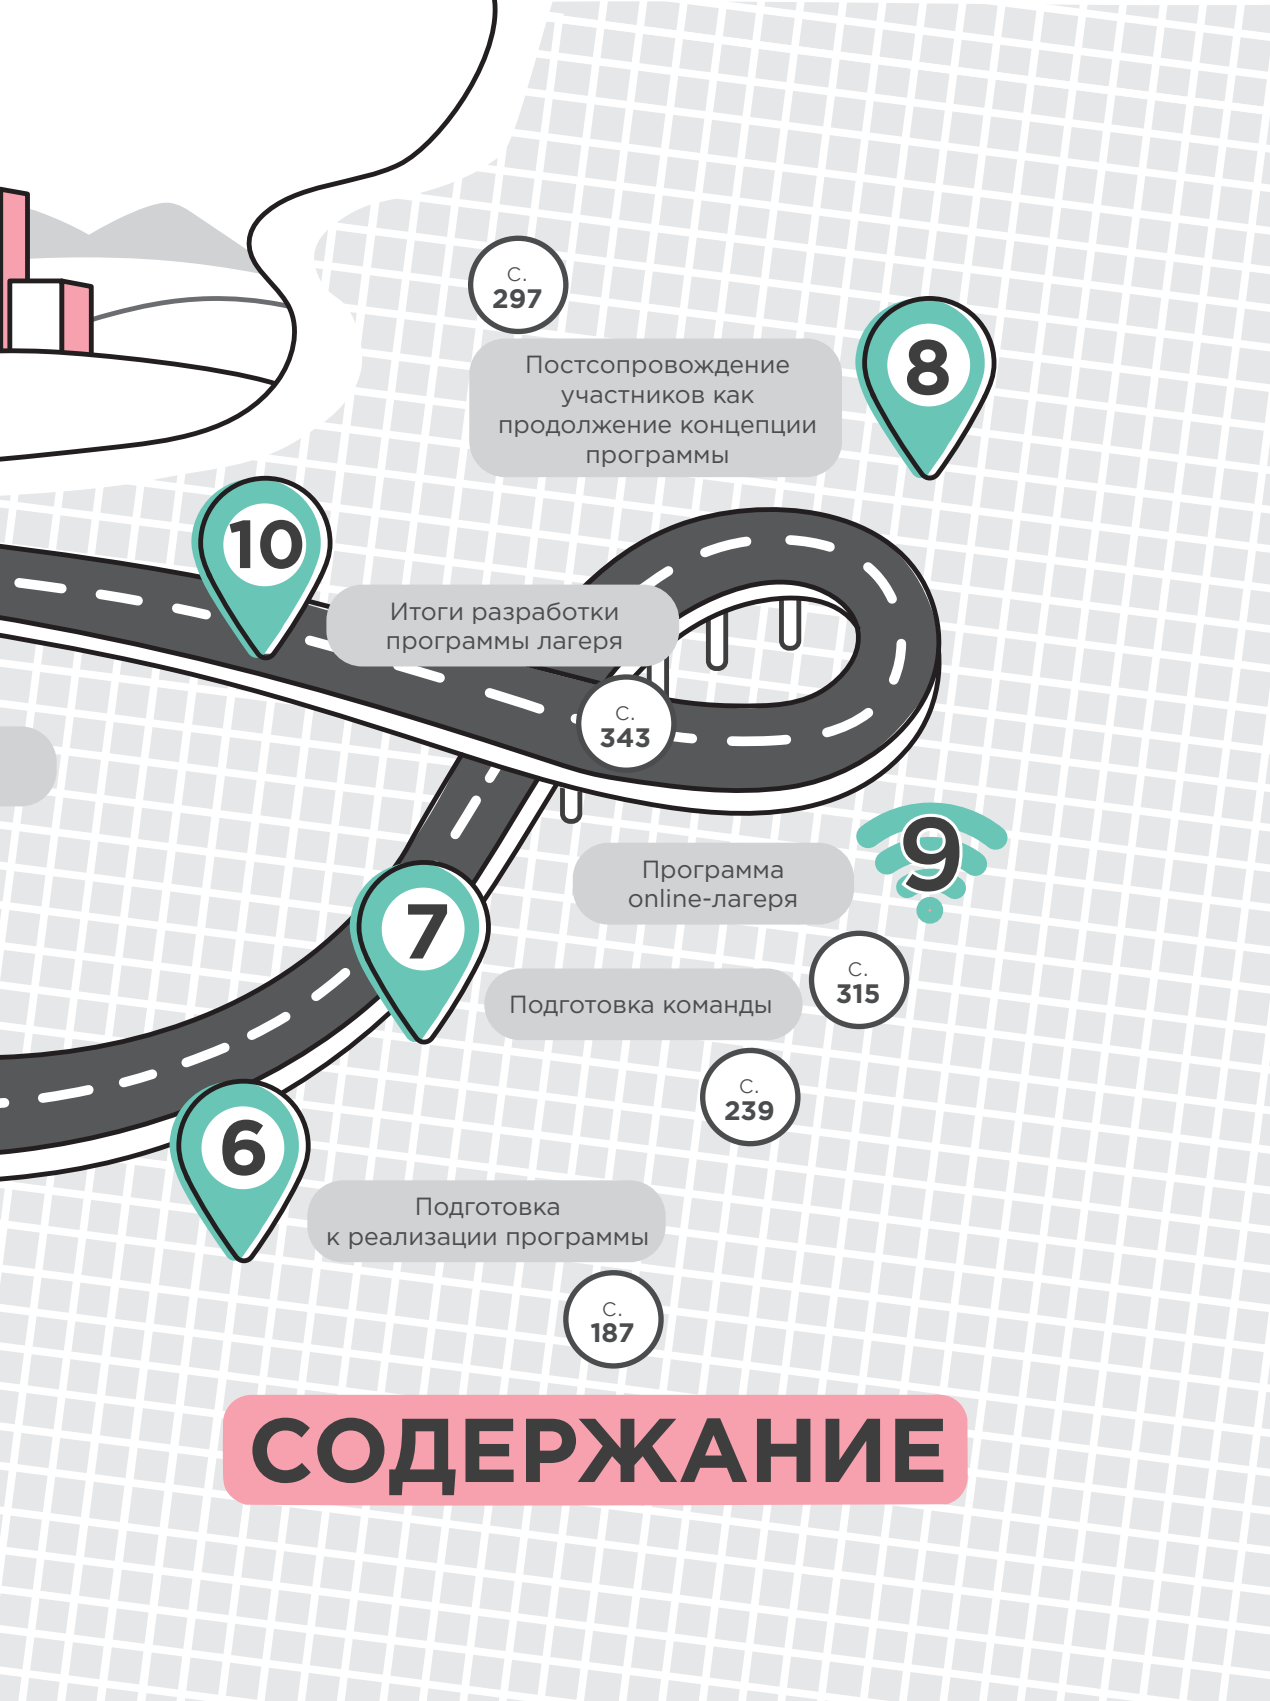 С.
297
Постсопровождение
участников как
продолжение концепции
программы
8
10
Итоги разработки
программы лагеря
С.
343
9
Программа
online-лагеря
С.
315
7
Подготовка команды
С.
239
6
Подготовка
к реализации программы
С.
187
СОДЕРЖАНИЕ